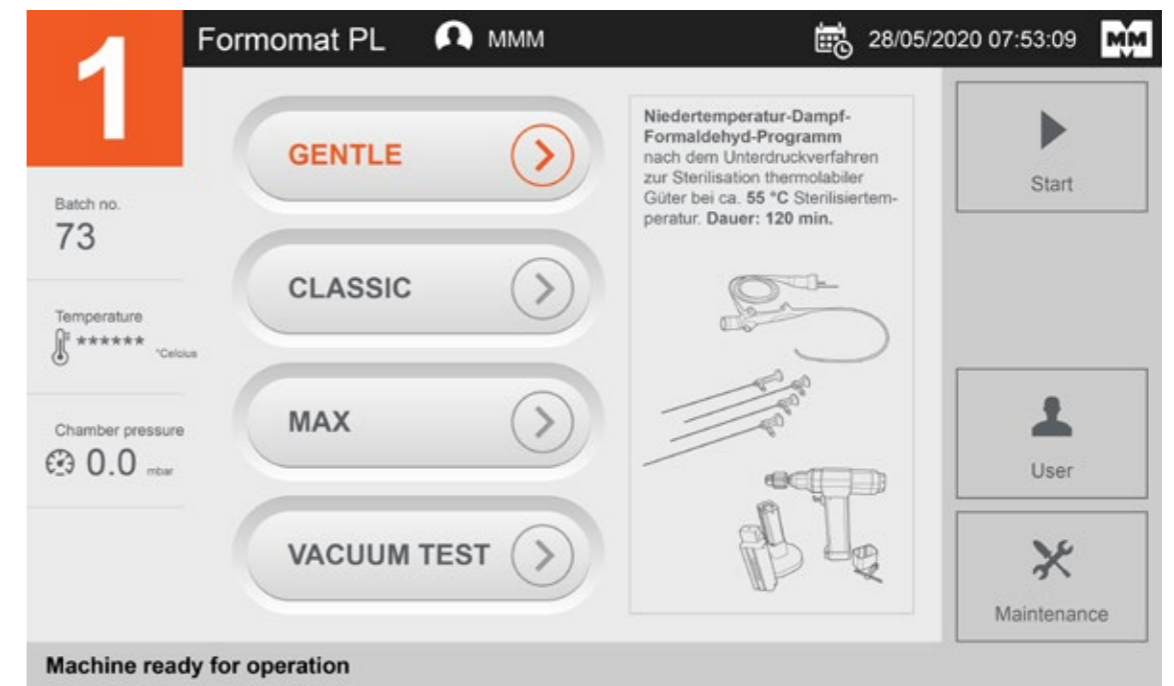 1
Formomat PL
MMM
28/05/2020 07:53:09
MMM
Batch no.
73
Temperature
****** °Celcius
Chamber pressure
0.0 mbar
GENTLE
CLASSIC
MAX
VACUUM TEST
Niedertemperatur-Dampf-
Formaldehyd-Programm
nach dem Unterdruckverfahren
zur Sterilisation thermolabiler
Güter bei ca. 55 °C Sterilisiertem-
peratur. Dauer: 120 min.
Start
User
Maintenance
Machine ready for operation